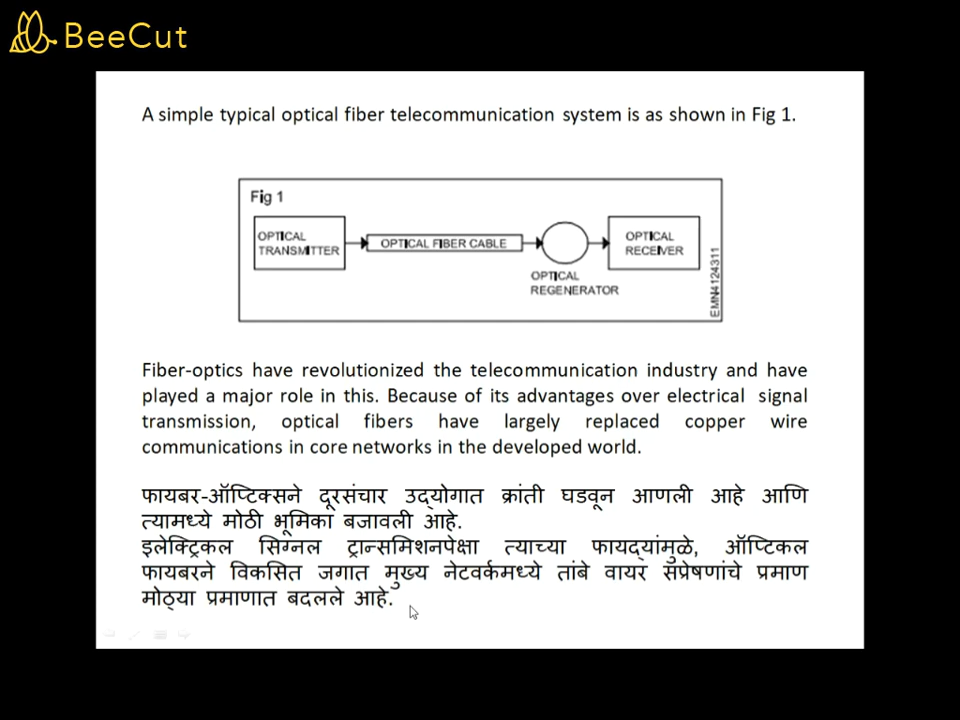 BeeCut
A simple typical optical fiber telecommunication system is as shown in Fig 1.
Fig 1
OPTICAL
TRANSMITTER
OPTICAL FIBER CABLE
OPTICAL
REGENERATOR
OPTICAL
RECEIVER
EMN4124311
Fiber-optics have revolutionized the telecommunication industry and have
played a major role in this. Because of its advantages over electrical signal
transmission, optical fibers have largely replaced copper wire
communications in core networks in the developed world.
फायबर-ऑप्टिक्सने दूरसंचार उद्योगात क्रांती घडवून आणली आहे आणि
त्यामध्ये मोठी भूमिका बजावली आहे.
इलेक्ट्रिकल सिग्नल ट्रान्समिशनपेक्षा त्याच्या फायद्यांमुळे, ऑप्टिकल
फायबरने विकसित जगात मुख्य नेटवर्कमध्ये तांबे वायर संप्रेषणांचे प्रमाण
मोठ्या प्रमाणात बदलले आहे.